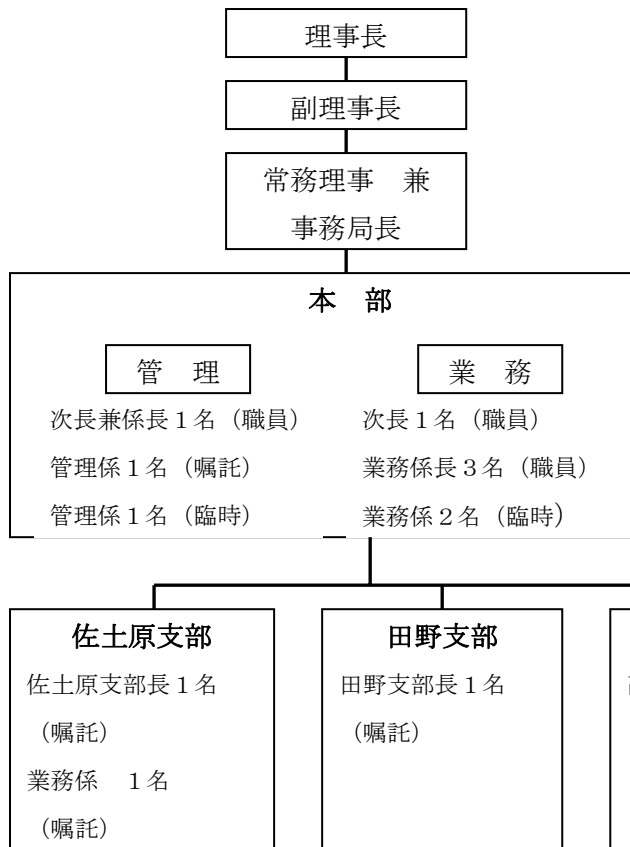 理事長
副理事長
常務理事　兼
事務局長
本　部
管　理
次長兼係長１名（職員）
管理係１名（嘱託）
管理係１名（臨時）
業　務
次長１名（職員）
業務係長３名（職員）
業務係２名（臨時）
佐土原支部
佐土原支部長１名
（嘱託）
業務係　１名
（嘱託）
田野支部
田野支部長１名
（嘱託）